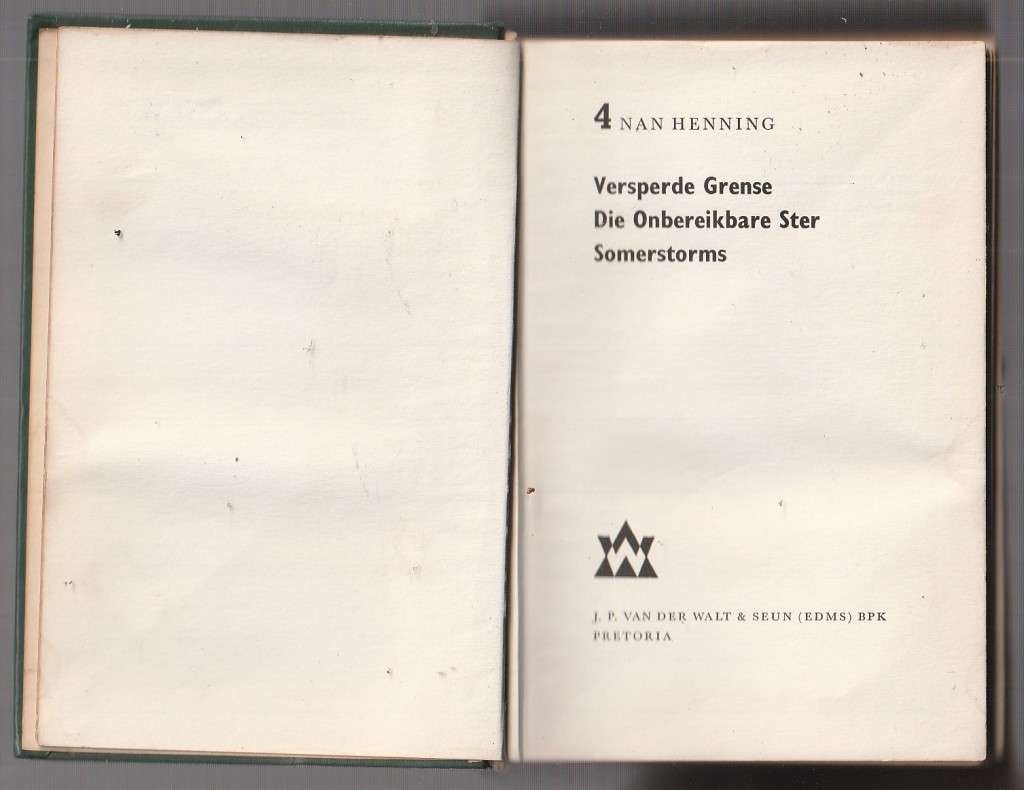 4 NAN HENNING
Versperde Grense
Die Onbereikbare Ster
Somerstorms
J. P. VAN DER WALT & SEUN (EDMS) BPK
PRETORIA